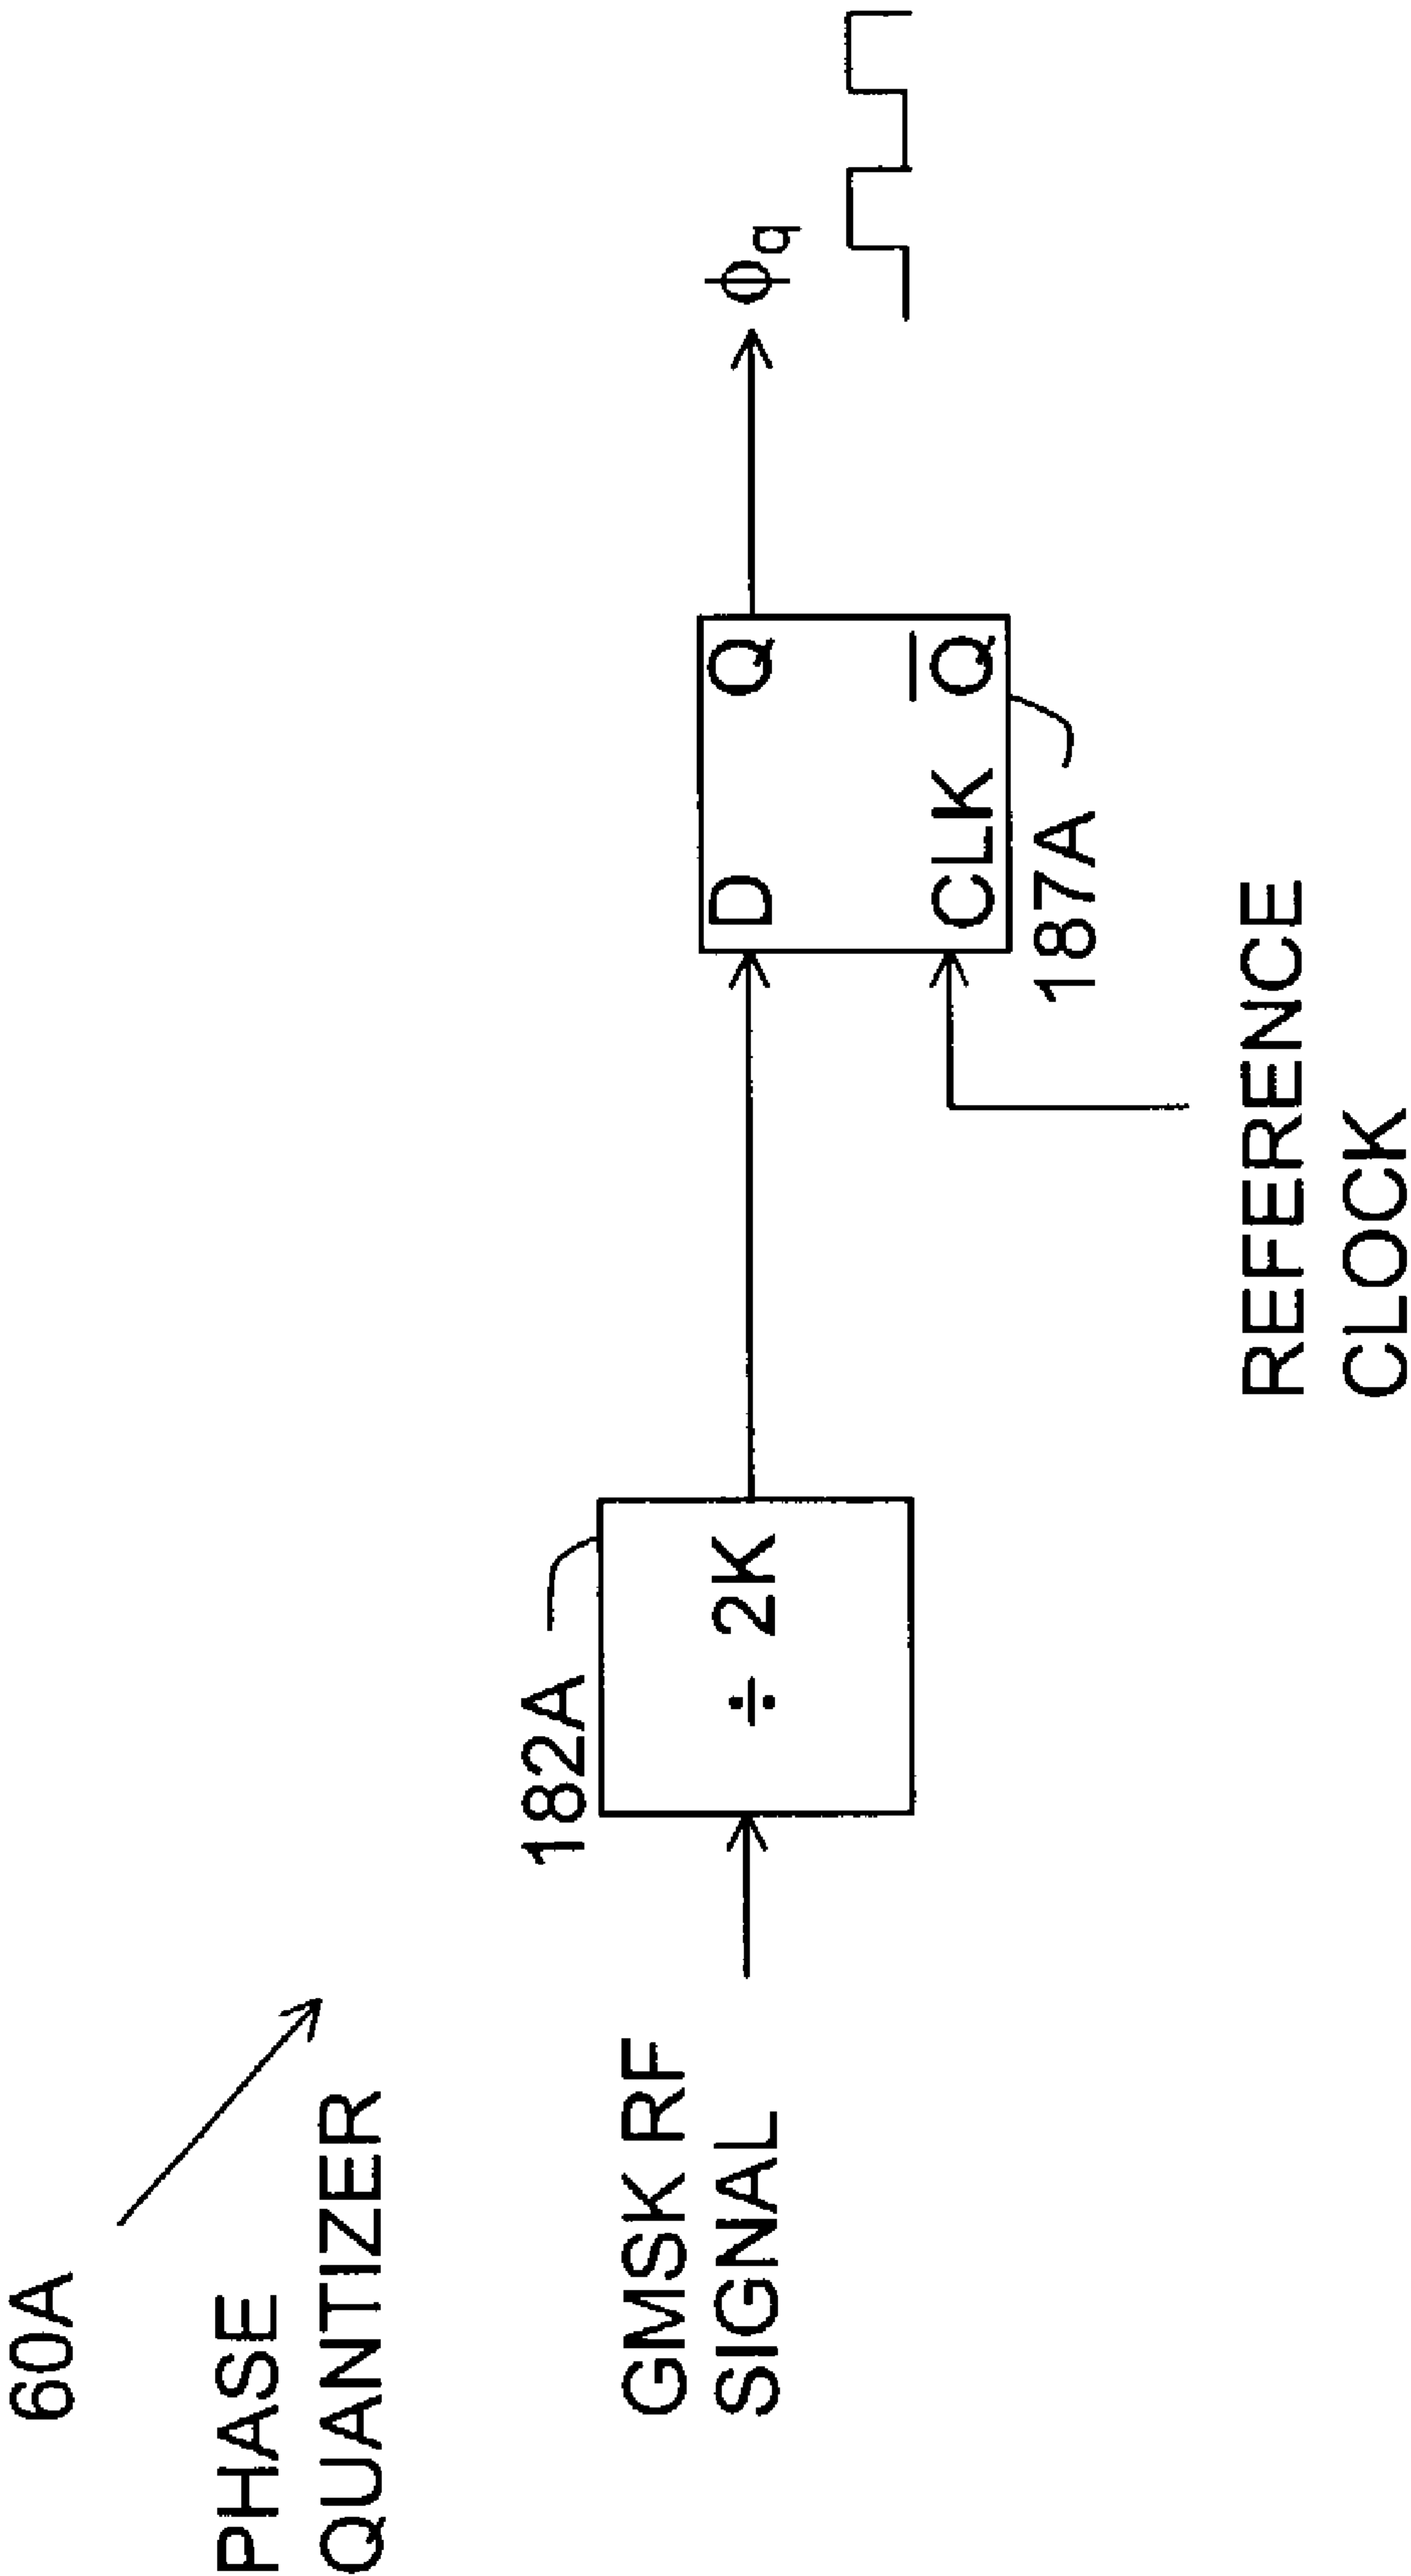 60A
PHASE
QUANTIZER
GMSK RF
SIGNAL
182A
÷ 2K
D Q
CLK Q̅
187A
ϕq
REFERENCE
CLOCK